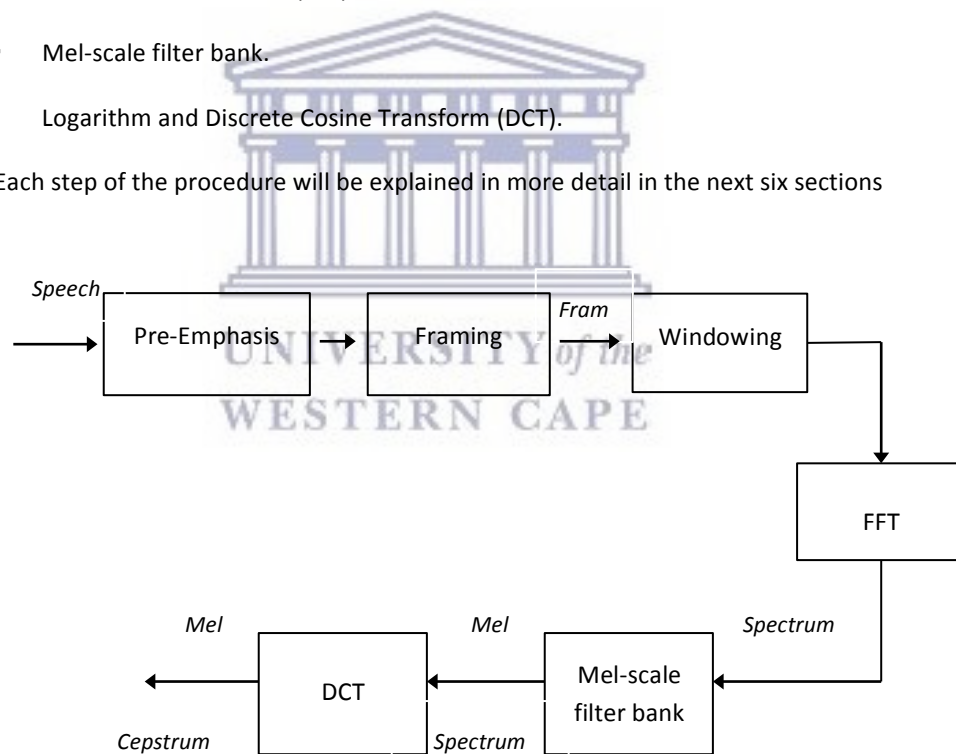 Mel-scale filter bank.
Logarithm and Discrete Cosine Transform (DCT).
Each step of the procedure will be explained in more detail in the next six sections
Speech
Pre-Emphasis
Framing
Fram
Windowing
UNIVERSITY of the
WESTERN CAPE
FFT
Spectrum
Mel-scale
filter bank
Mel
Spectrum
DCT
Mel
Cepstrum